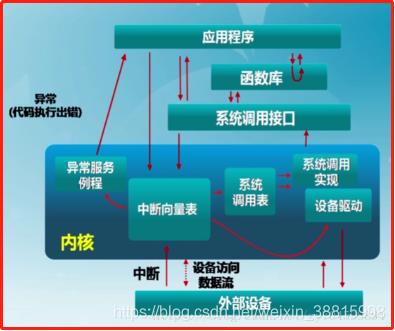 应用程序
函数库
异常
(代码执行出错)
系统调用接口
异常服务
例程
中断向量表
系统
调用表
系统调用
实现
设备驱动
内核
中断
设备访问
数据流
外部设备
https://blog.csdn.net/weixin_38815998